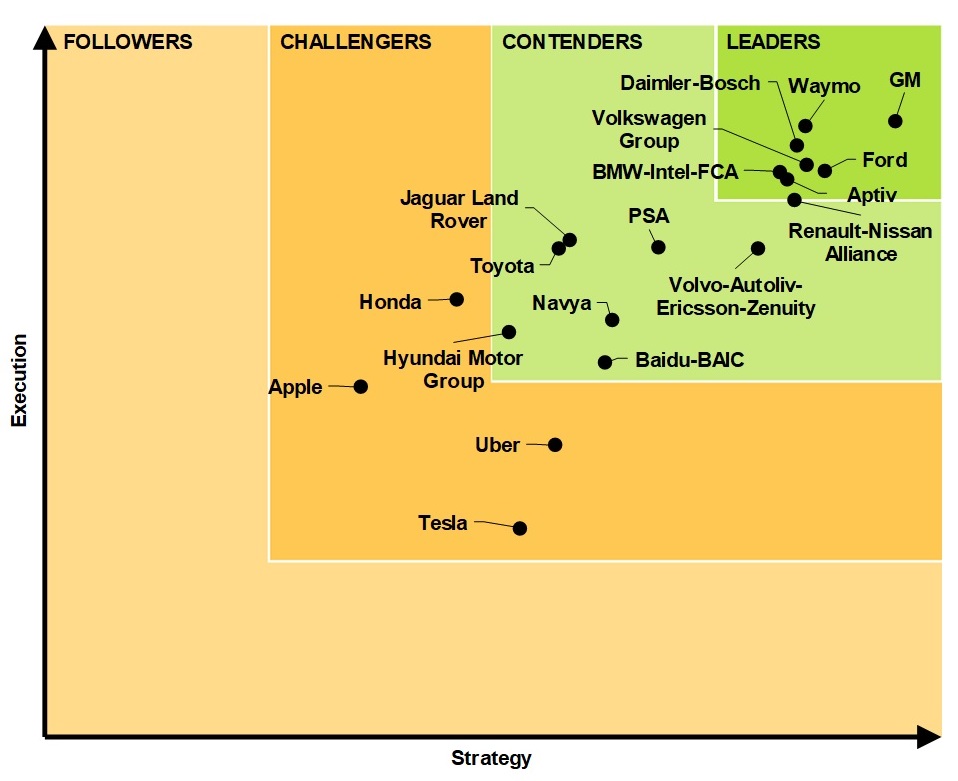 FOLLOWERS
CHALLENGERS
CONTENDERS
LEADERS
Daimler-Bosch
Waymo
GM
Volkswagen
Group
BMW-Intel-FCA
Ford
Aptiv
Jaguar Land
Rover
PSA
Renault-Nissan
Alliance
Toyota
Volvo-Autoliv-
Ericsson-Zenuity
Honda
Navya
Hyundai Motor
Group
Baidu-BAIC
Apple
Uber
Tesla
Execution
Strategy